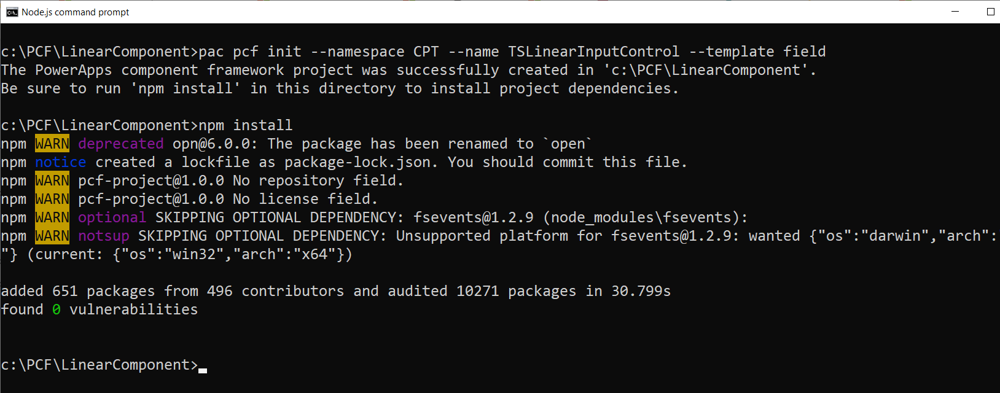 Node.js command prompt
c:\PCF\LinearComponent>pac pcf init --namespace CPT --name TSLinearInputControl --template field
The PowerApps component framework project was successfully created in 'c:\PCF\LinearComponent'.
Be sure to run 'npm install' in this directory to install project dependencies.
c:\PCF\LinearComponent>npm install
npm WARN deprecated opn@6.0.0: The package has been renamed to `open`
npm notice created a lockfile as package-lock.json. You should commit this file.
npm WARN pcf-project@1.0.0 No repository field.
npm WARN pcf-project@1.0.0 No license field.
npm WARN optional SKIPPING OPTIONAL DEPENDENCY: fsevents@1.2.9 (node_modules\fsevents):
npm WARN notsup SKIPPING OPTIONAL DEPENDENCY: Unsupported platform for fsevents@1.2.9: wanted {"os":"darwin","arch":
"} (current: {"os":"win32","arch":"x64"})
added 651 packages from 496 contributors and audited 10271 packages in 30.799s
found 0 vulnerabilities
c:\PCF\LinearComponent>